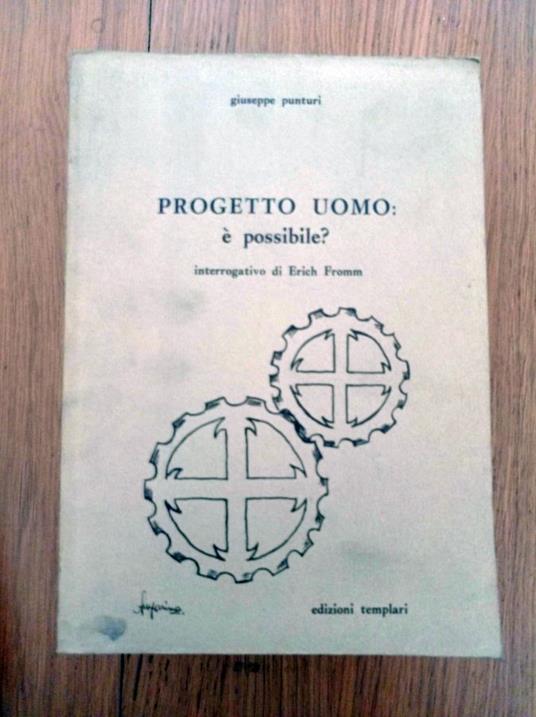 giuseppe punturi
PROGETTO UOMO:
è possibile?
interrogativo di Erich Fromm
edizioni templari